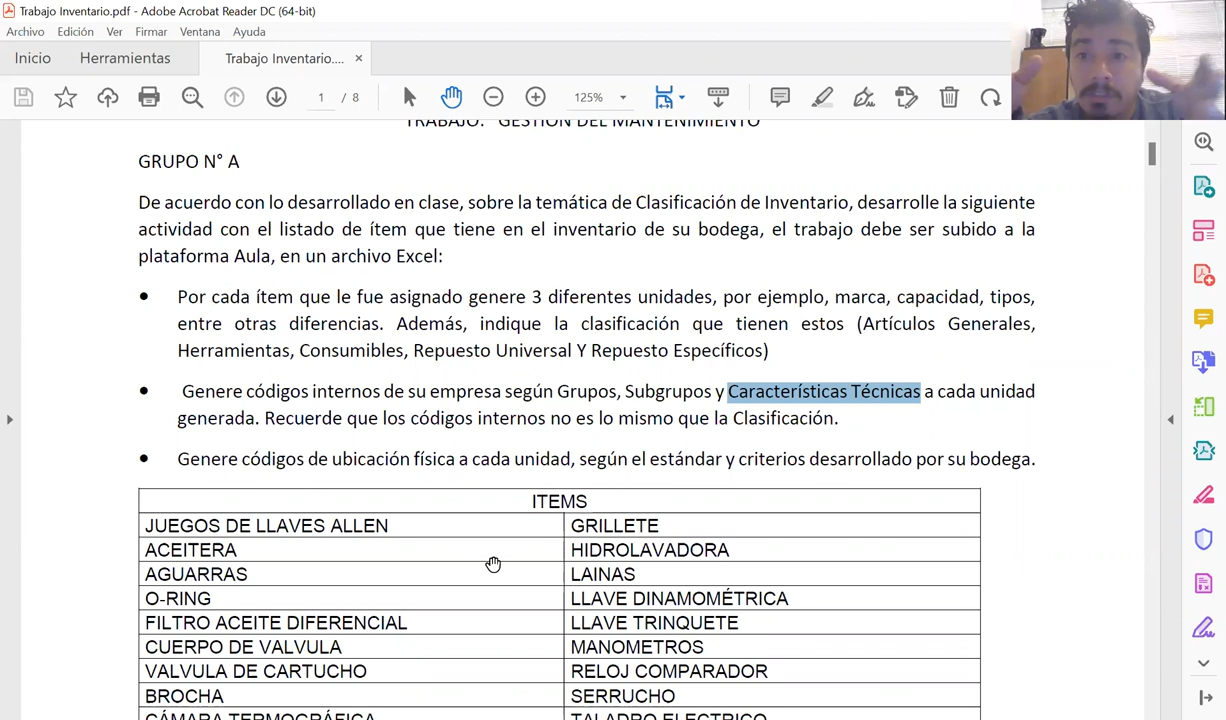 Trabajo Inventario.pdf - Adobe Acrobat Reader DC (64-bit)
Archivo Edición Ver Firmar Ventana Ayuda
Inicio Herramientas Trabajo Inventario.... ×
1 / 8 125%
TRABAJO: "GESTIÓN DEL MANTENIMIENTO
GRUPO N° A
De acuerdo con lo desarrollado en clase, sobre la temática de Clasificación de Inventario, desarrolle la siguiente
actividad con el listado de ítem que tiene en el inventario de su bodega, el trabajo debe ser subido a la
plataforma Aula, en un archivo Excel:
• Por cada ítem que le fue asignado genere 3 diferentes unidades, por ejemplo, marca, capacidad, tipos,
entre otras diferencias. Además, indique la clasificación que tienen estos (Artículos Generales,
Herramientas, Consumibles, Repuesto Universal Y Repuesto Específicos)
• Genere códigos internos de su empresa según Grupos, Subgrupos y Características Técnicas a cada unidad
generada. Recuerde que los códigos internos no es lo mismo que la Clasificación.
• Genere códigos de ubicación física a cada unidad, según el estándar y criterios desarrollado por su bodega.
ITEMS
JUEGOS DE LLAVES ALLEN GRILLETE
ACEITERA HIDROLAVADORA
AGUARRAS LAINAS
O-RING LLAVE DINAMOMÉTRICA
FILTRO ACEITE DIFERENCIAL LLAVE TRINQUETE
CUERPO DE VALVULA MANOMETROS
VALVULA DE CARTUCHO RELOJ COMPARADOR
BROCHA SERRUCHO
CÁMARA TERMOGRÁFICA TALADRO ELECTRICO